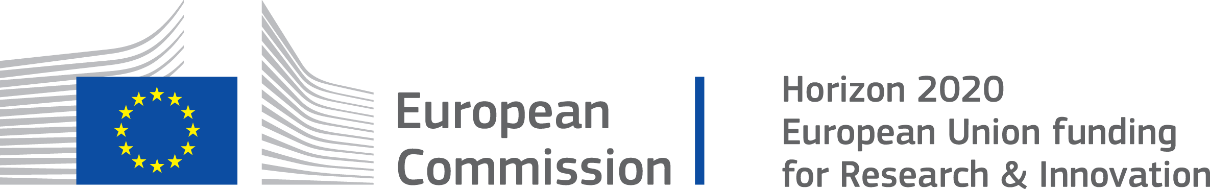 European
Commission
Horizon 2020
European Union funding
for Research & Innovation